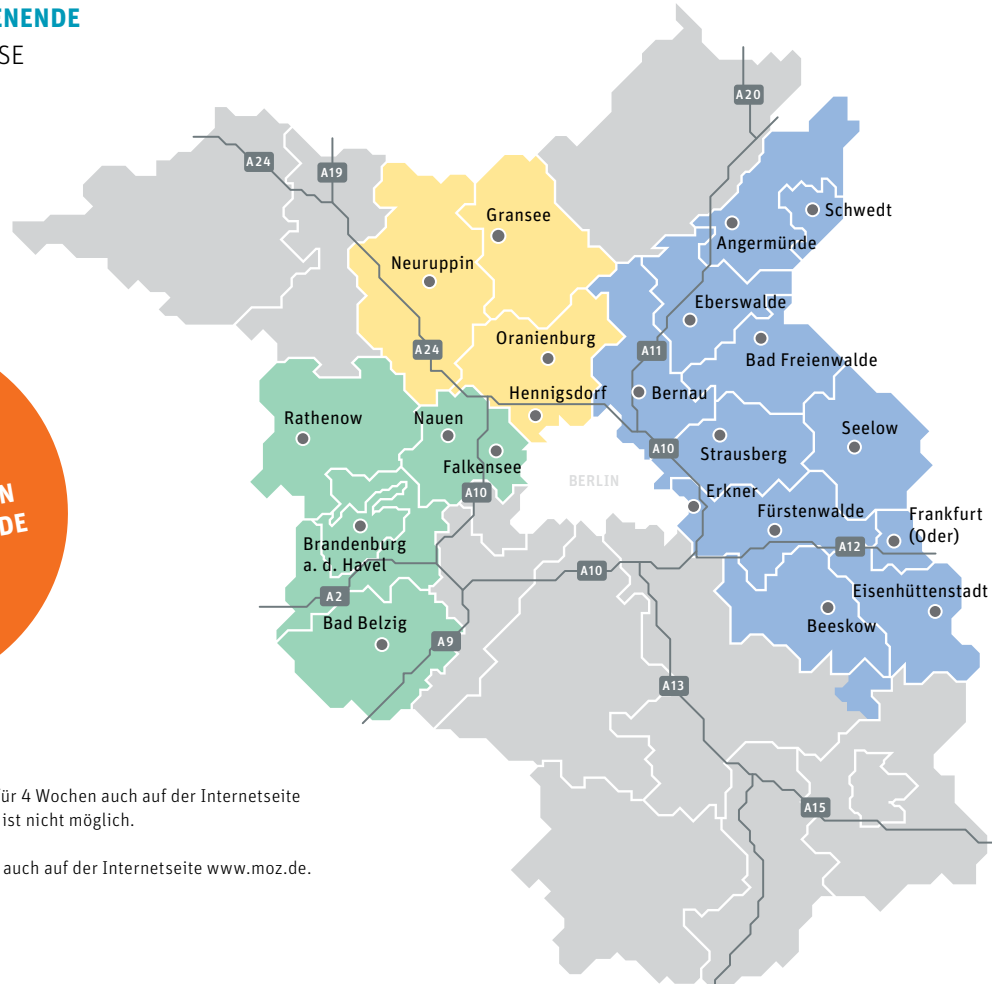 ENENDE
SE
A20
A24
A19
Schwedt
Gransee
Angermünde
Neuruppin
Eberswalde
Oranienburg
A24
A11
Bad Freienwalde
Hennigsdorf
Bernau
Rathenow
Nauen
Seelow
A10
Strausberg
Falkensee
BERLIN
Erkner
A10
N
DE
Fürstenwalde
Frankfurt
(Oder)
Brandenburg
a. d. Havel
A12
A10
Eisenhüttenstadt
A2
Bad Belzig
Beeskow
A9
A13
ür 4 Wochen auch auf der Internetseite
A15
ist nicht möglich.
auch auf der Internetseite www.moz.de.